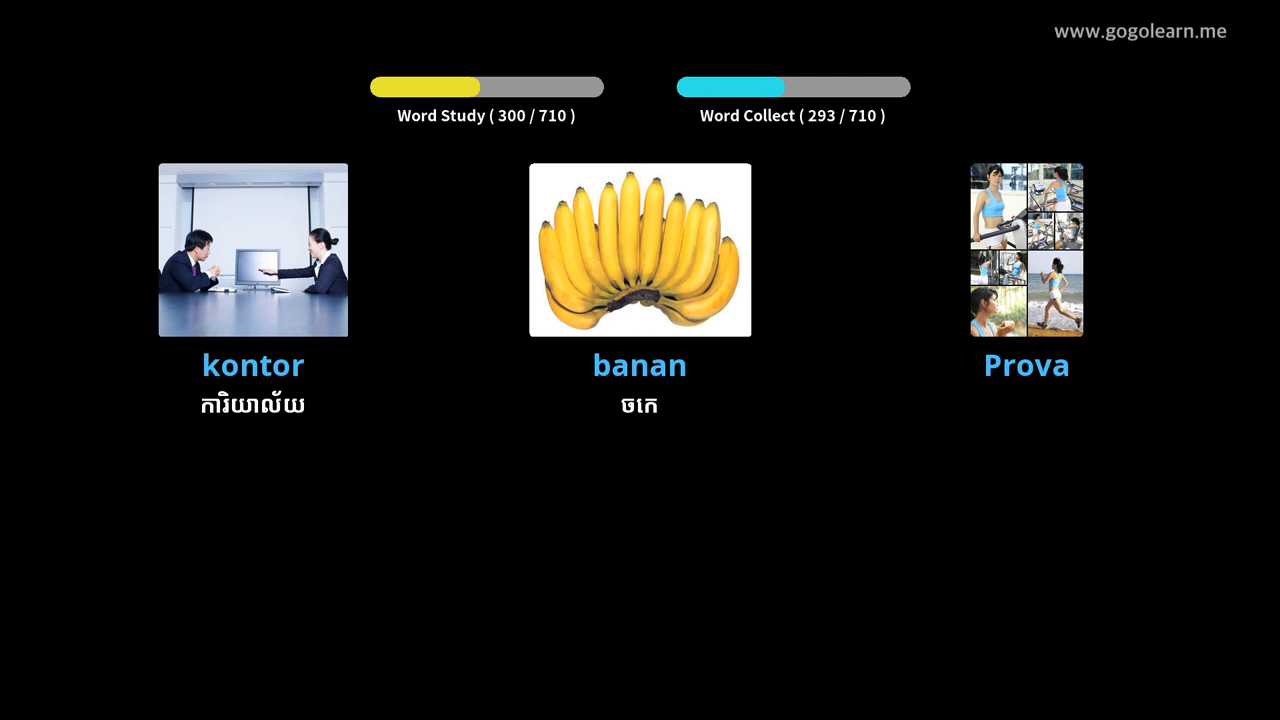 www.gogolearn.me
Word Study ( 300 / 710 )
Word Collect ( 293 / 710 )
kontor
banan
Prova
ការិយាល័យ
ចកេ